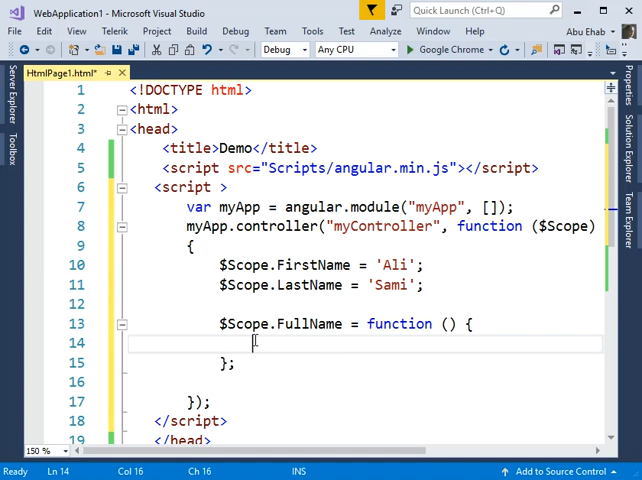 WebApplication1 - Microsoft Visual Studio
Quick Launch (Ctrl+Q)
File Edit View Telerik Project Build Debug Team Tools Test Analyze Window Help Abu Ehab
Debug Any CPU Google Chrome
Server Explorer
Toolbox
HtmlPage1.html*
1 <!DOCTYPE html>
2 <html>
3 <head>
4 <title>Demo</title>
5 <script src="Scripts/angular.min.js"></script>
6 <script >
7 var myApp = angular.module("myApp", []);
8 myApp.controller("myController", function ($Scope)
9 {
10 $Scope.FirstName = 'Ali';
11 $Scope.LastName = 'Sami';
12
13 $Scope.FullName = function () {
14
15 };
16
17 });
18 </script>
19 </head>
Properties
Solution Explorer
Team Explorer
150 %
Ready Ln 14 Col 16 Ch 16 INS Add to Source Control